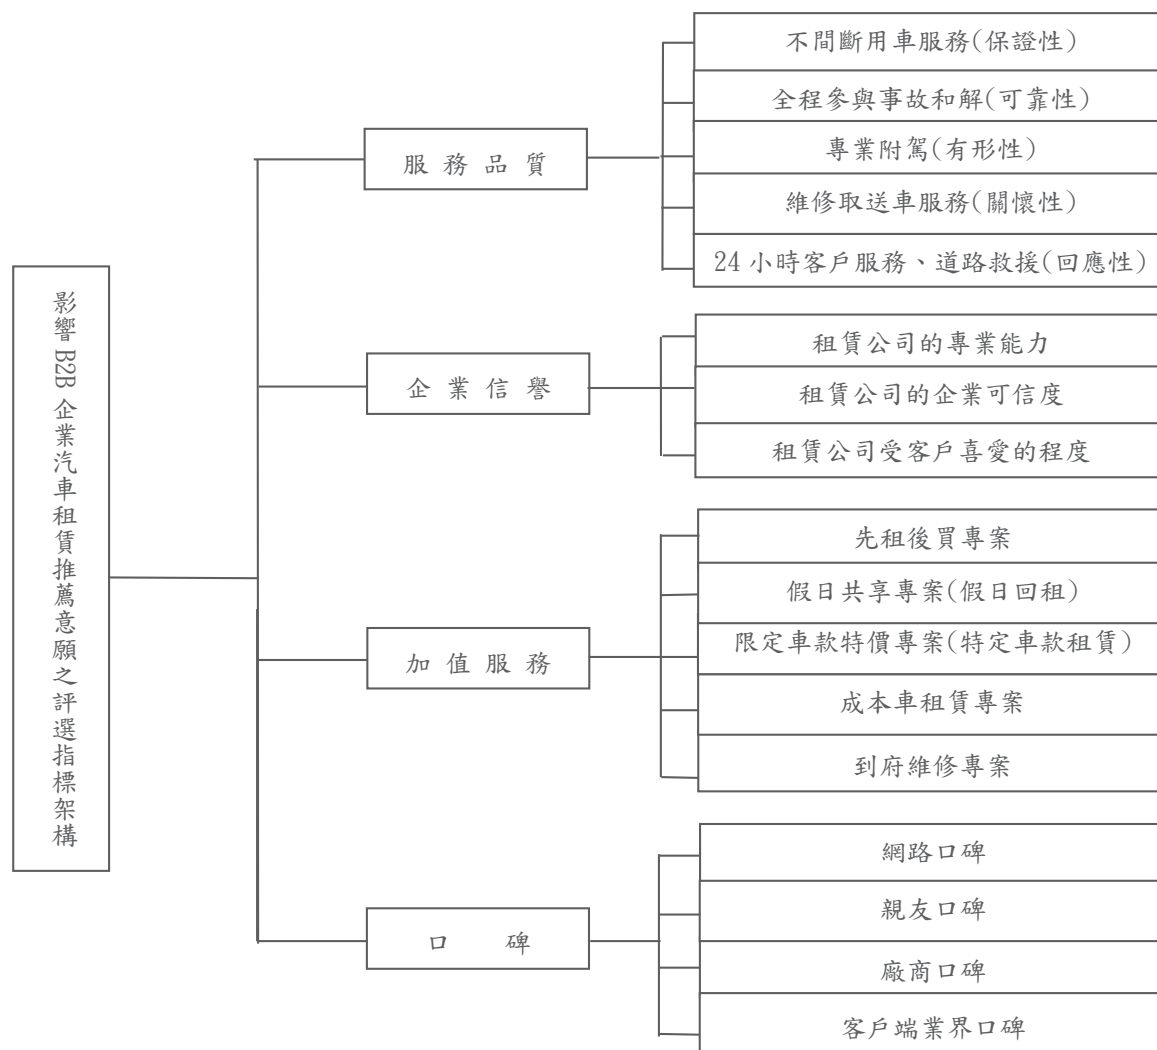 影響 B2B 企業汽車租賃推薦意願之評選指標架構
服務品質
不間斷用車服務(保證性)
全程參與事故和解(可靠性)
專業附駕(有形性)
維修取送車服務(關懷性)
24 小時客戶服務、道路救援(回應性)
企業信譽
租賃公司的專業能力
租賃公司的企業可信度
租賃公司受客戶喜愛的程度
加值服務
先租後買專案
假日共享專案(假日回租)
限定車款特價專案(特定車款租賃)
成本車租賃專案
到府維修專案
口碑
網路口碑
親友口碑
廠商口碑
客戶端業界口碑